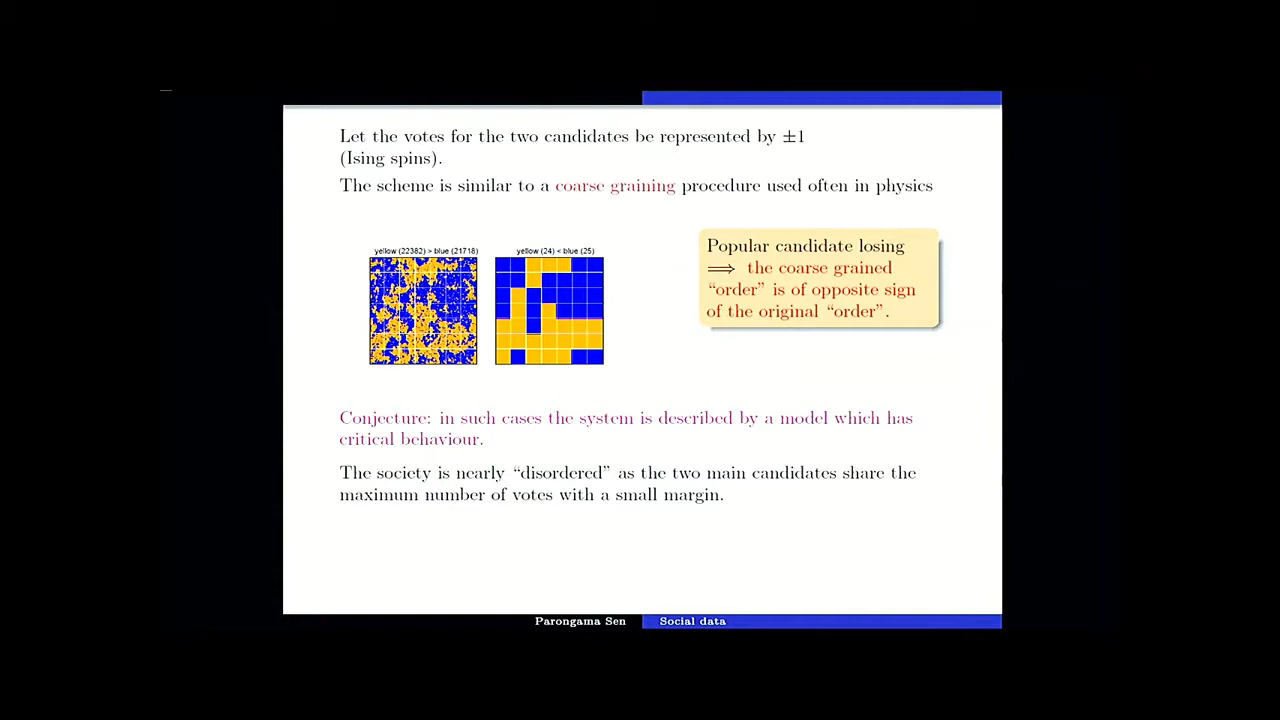 Let the votes for the two candidates be represented by ±1
(Ising spins).
The scheme is similar to a coarse graining procedure used often in physics
yellow (22382) > blue (21718)
yellow (24) < blue (25)
Popular candidate losing
⟹ the coarse grained
“order” is of opposite sign
of the original “order”.
Conjecture: in such cases the system is described by a model which has
critical behaviour.
The society is nearly “disordered” as the two main candidates share the
maximum number of votes with a small margin.
Parongama Sen
Social data